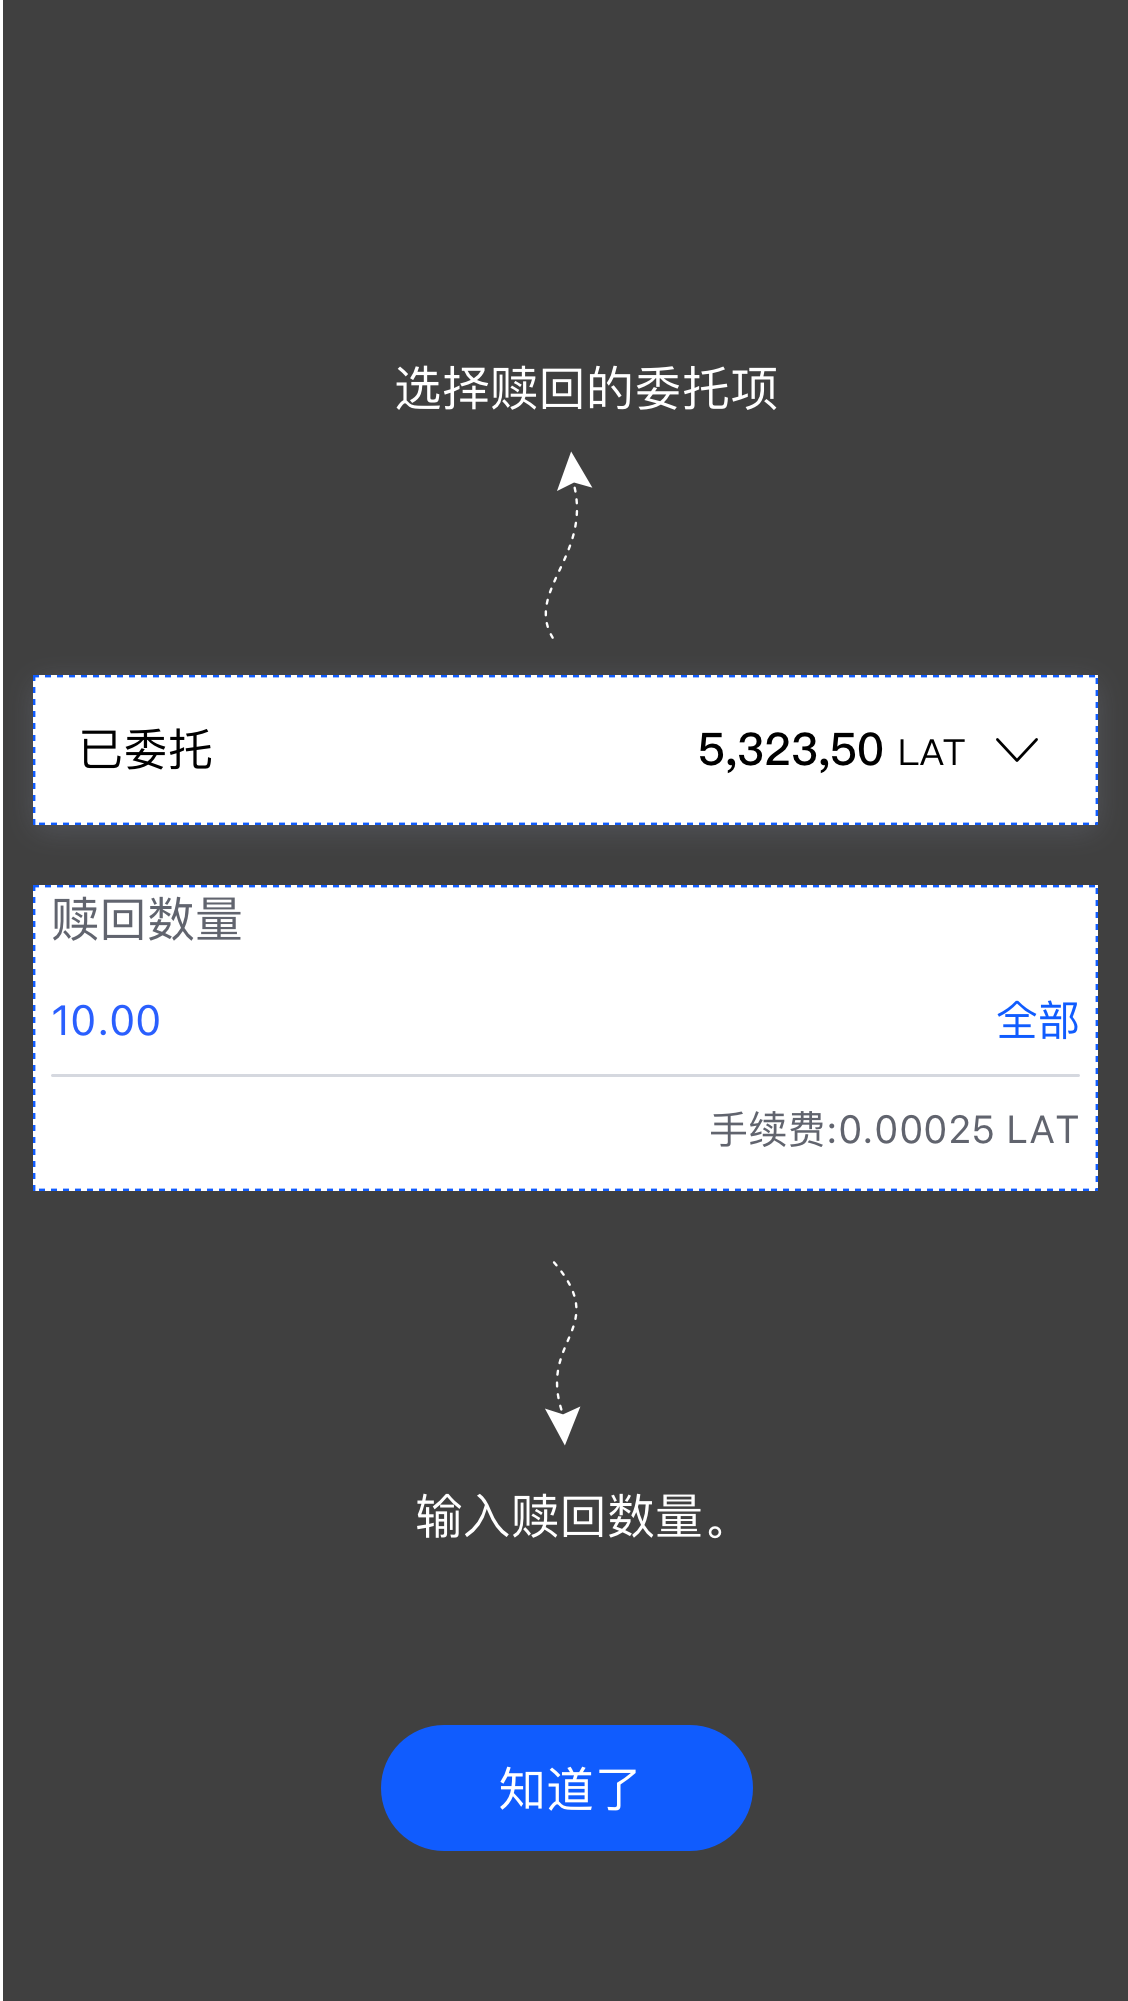 选择赎回的委托项
已委托 5,323,50 LAT
赎回数量
10.00 全部
手续费:0.00025 LAT
输入赎回数量。
知道了